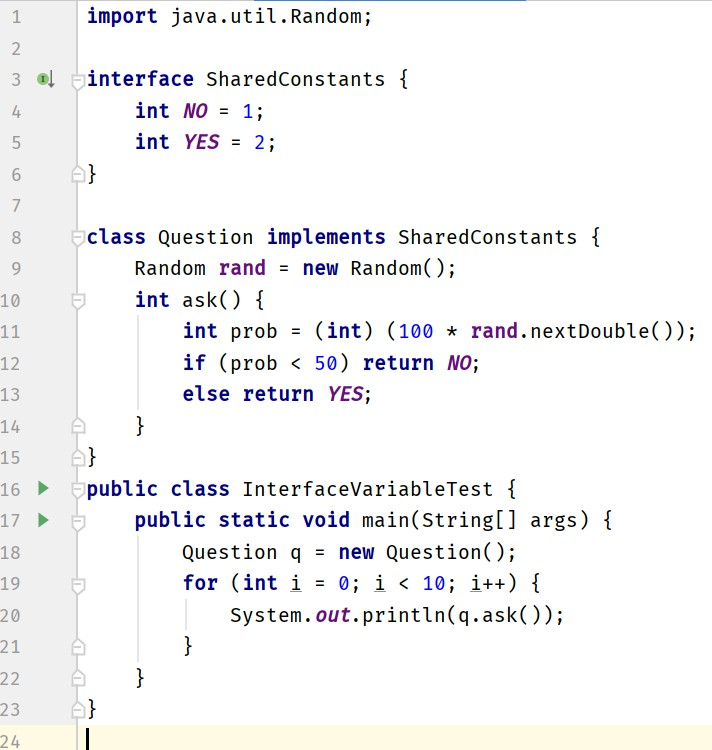 1 import java.util.Random;
2
3 interface SharedConstants {
4     int NO = 1;
5     int YES = 2;
6 }
7
8 class Question implements SharedConstants {
9     Random rand = new Random();
10     int ask() {
11         int prob = (int) (100 * rand.nextDouble());
12         if (prob < 50) return NO;
13         else return YES;
14     }
15 }
16 public class InterfaceVariableTest {
17     public static void main(String[] args) {
18         Question q = new Question();
19         for (int i = 0; i < 10; i++) {
20             System.out.println(q.ask());
21         }
22     }
23 }
24